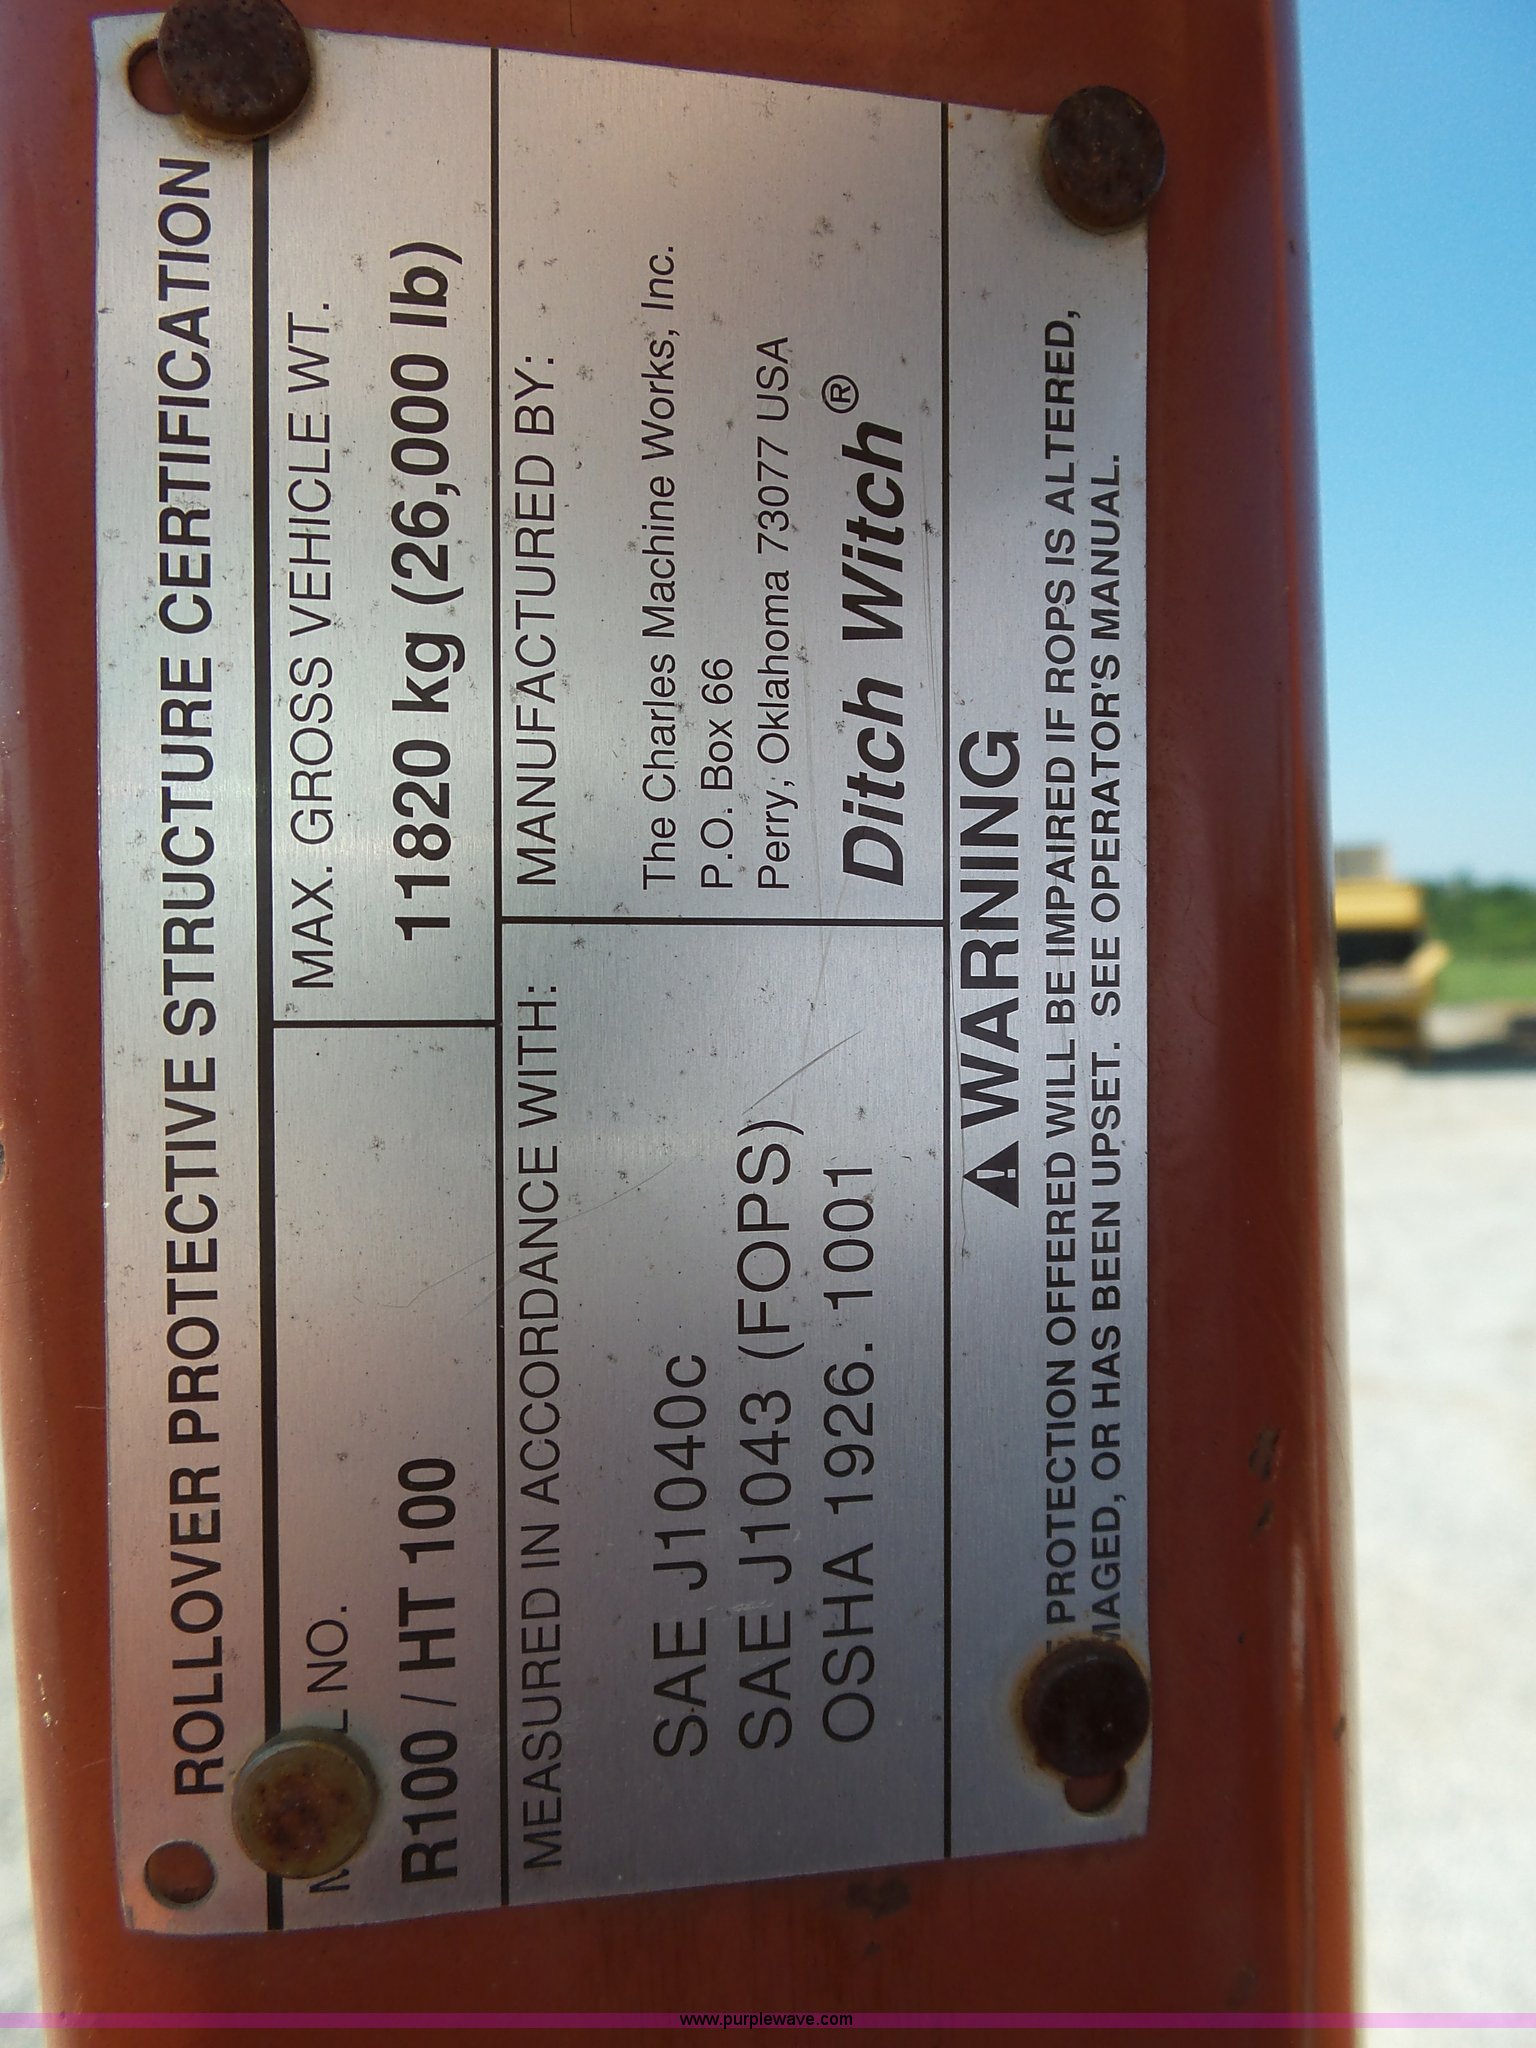 ROLLOVER PROTECTIVE STRUCTURE CERTIFICATION
NO.
R100 / HT 100
MAX. GROSS VEHICLE WT.
11820 kg (26,000 lb)
MEASURED IN ACCORDANCE WITH:
SAE J1040c
SAE J1043 (FOPS)
OSHA 1926.1001
MANUFACTURED BY:
The Charles Machine Works, Inc.
P.O. Box 66
Perry, Oklahoma 73077 USA
Ditch Witch®
WARNING
PROTECTION OFFERED WILL BE IMPAIRED IF ROPS IS ALTERED,
OR HAS BEEN UPSET. SEE OPERATOR'S MANUAL.
www.purplewave.com